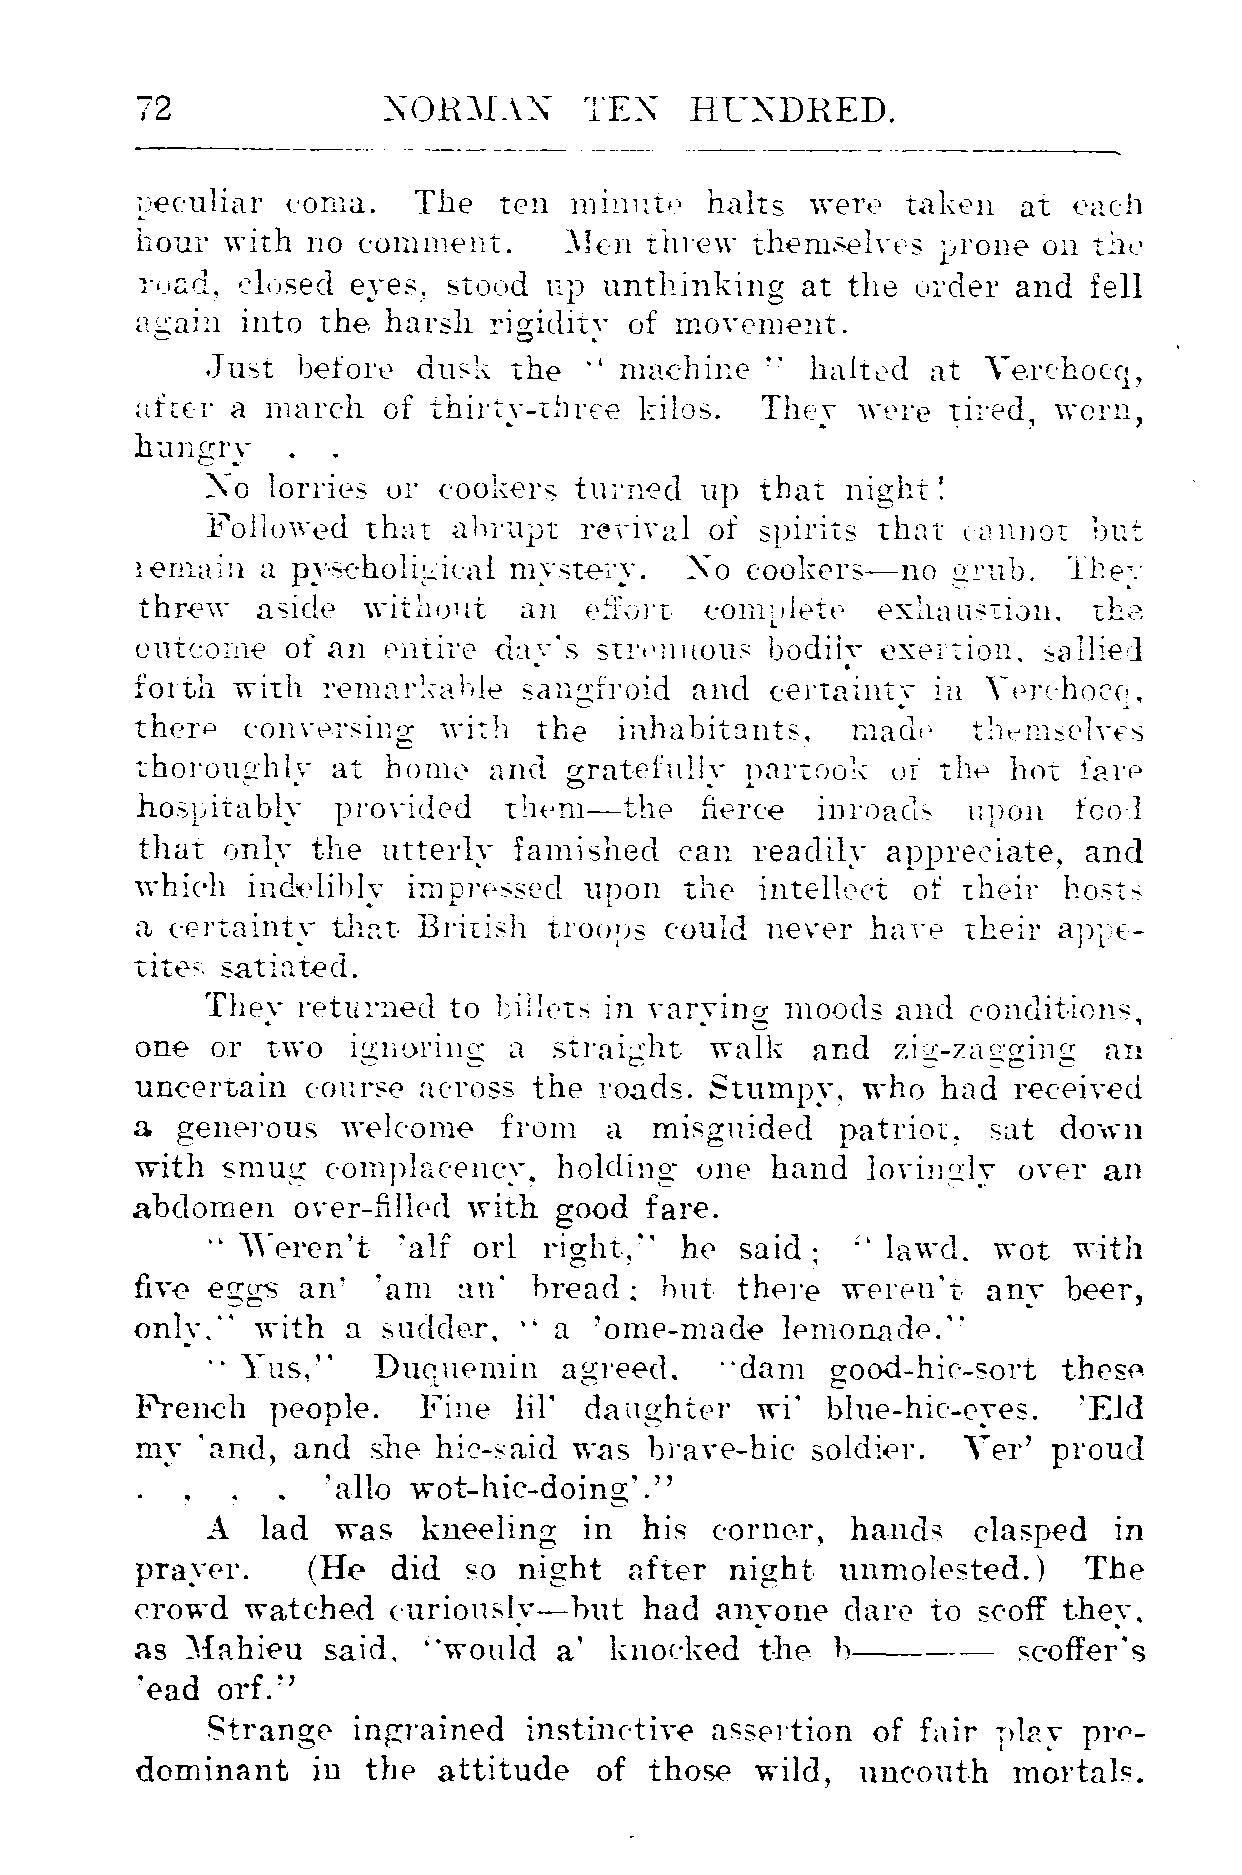 72 NORMAN TEN HUNDRED.
peculiar coma. The ten minute halts were taken at each
hour with no comment. Men threw themselves prone on the
road, closed eyes, stood up unthinking at the order and fell
again into the harsh rigidity of movement.
Just before dusk the “ machine ” halted at Verchocq,
after a march of thirty-three kilos. They were tired, worn,
hungry . .
No lorries or cookers turned up that night!
Followed that abrupt revival of spirits that cannot but
remain a pyscholigical mystery. No cookers—no grub. They
threw aside without an effort complete exhaustion, the
outcome of an entire day's strenuous bodily exertion, sallied
forth with remarkable sangfroid and certainty in Verchocq,
there conversing with the inhabitants, made themselves
thoroughly at home and gratefully partook of the hot fare
hospitably provided them—the fierce inroads upon food
that only the utterly famished can readily appreciate, and
which indelibly impressed upon the intellect of their hosts
a certainty that British troops could never have their appe-
tites satiated.
They returned to billets in varying moods and conditions,
one or two ignoring a straight walk and zig-zagging an
uncertain course across the roads. Stumpy, who had received
a generous welcome from a misguided patriot, sat down
with smug complacency, holding one hand lovingly over an
abdomen over-filled with good fare.
“ Weren't 'alf orl right,” he said ; “ lawd. wot with
five eggs an' 'am an' bread ; but there weren't any beer,
only,” with a sudder, “ a 'ome-made lemonade.”
“ Yus,” Duquemin agreed. “dam good-hic-sort these
French people. Fine lil' daughter wi' blue-hic-eyes. 'Eld
my 'and, and she hic-said was brave-hic soldier. Ver' proud
. . . . 'allo wot-hic-doing'.”
A lad was kneeling in his corner, hands clasped in
prayer. (He did so night after night unmolested.) The
crowd watched curiously—but had anyone dare to scoff they,
as Mahieu said, “would a' knocked the b——— scoffer's
'ead orf.”
Strange ingrained instinctive assertion of fair play pre-
dominant in the attitude of those wild, uncouth mortals.